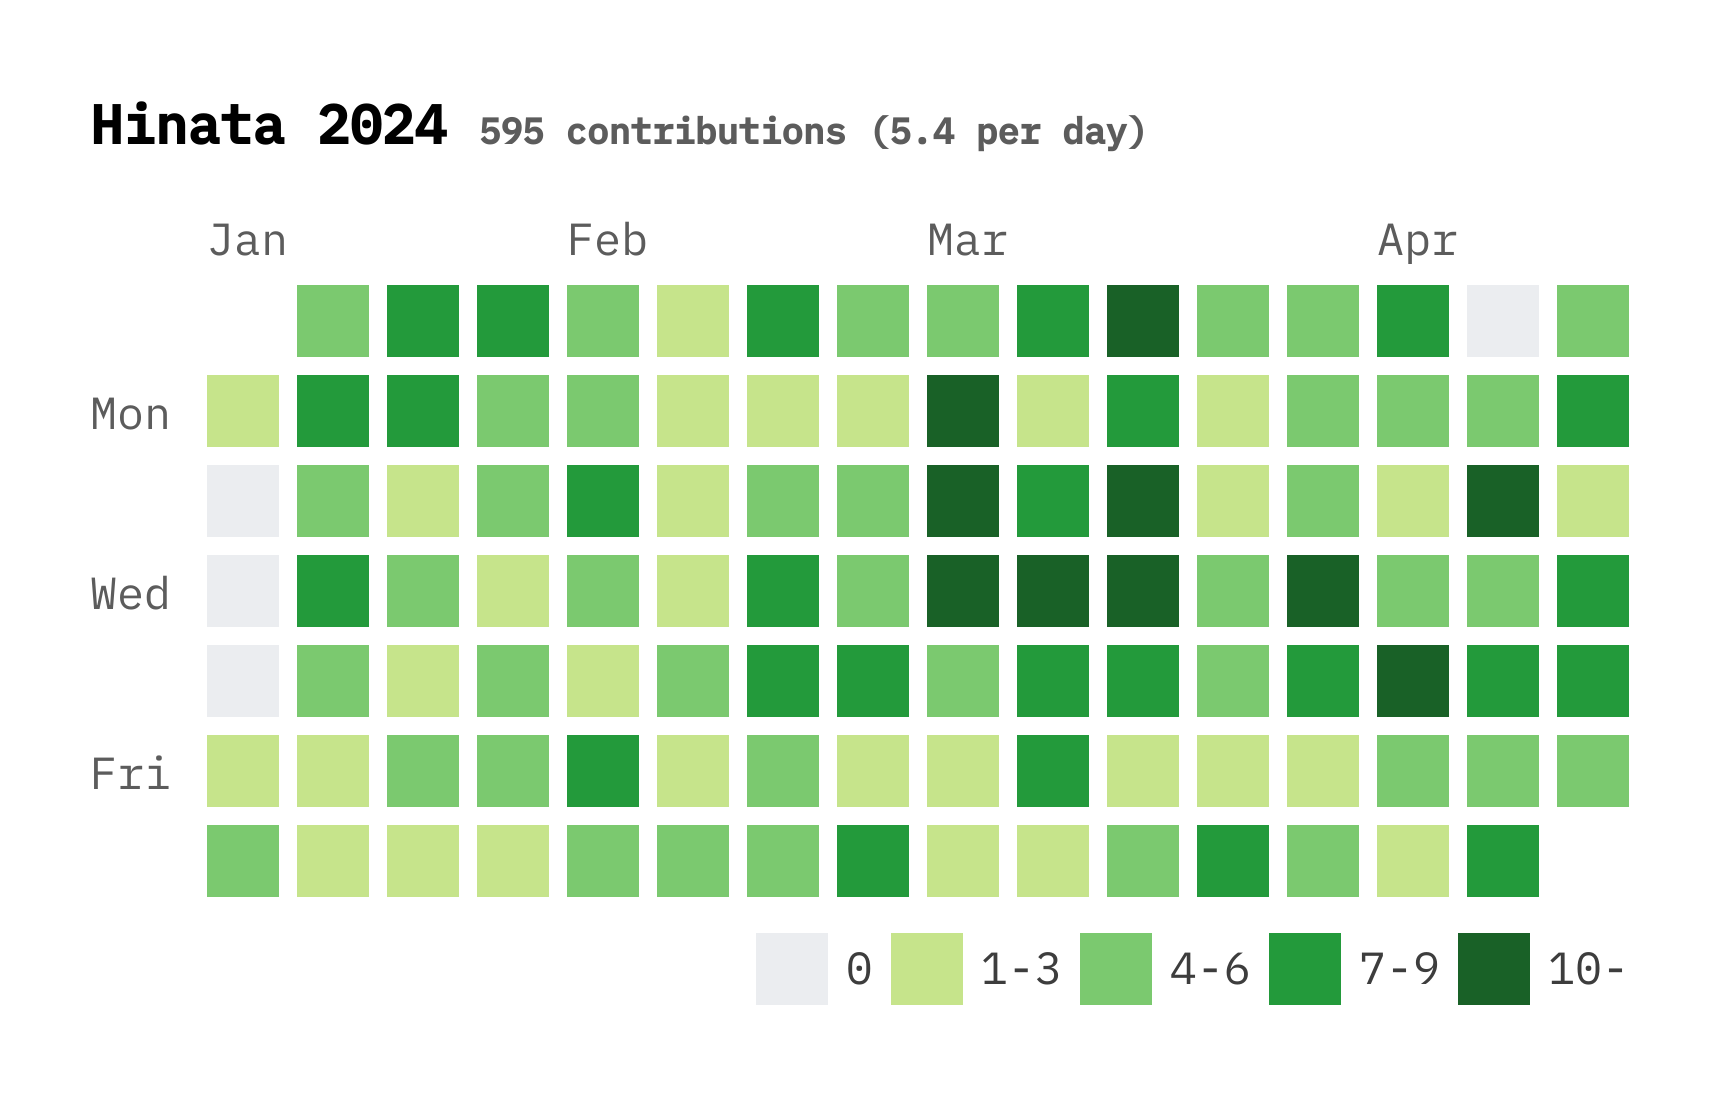 Hinata 2024 595 contributions (5.4 per day)
Jan Feb Mar Apr
Mon
Wed
Fri
0 1-3 4-6 7-9 10-